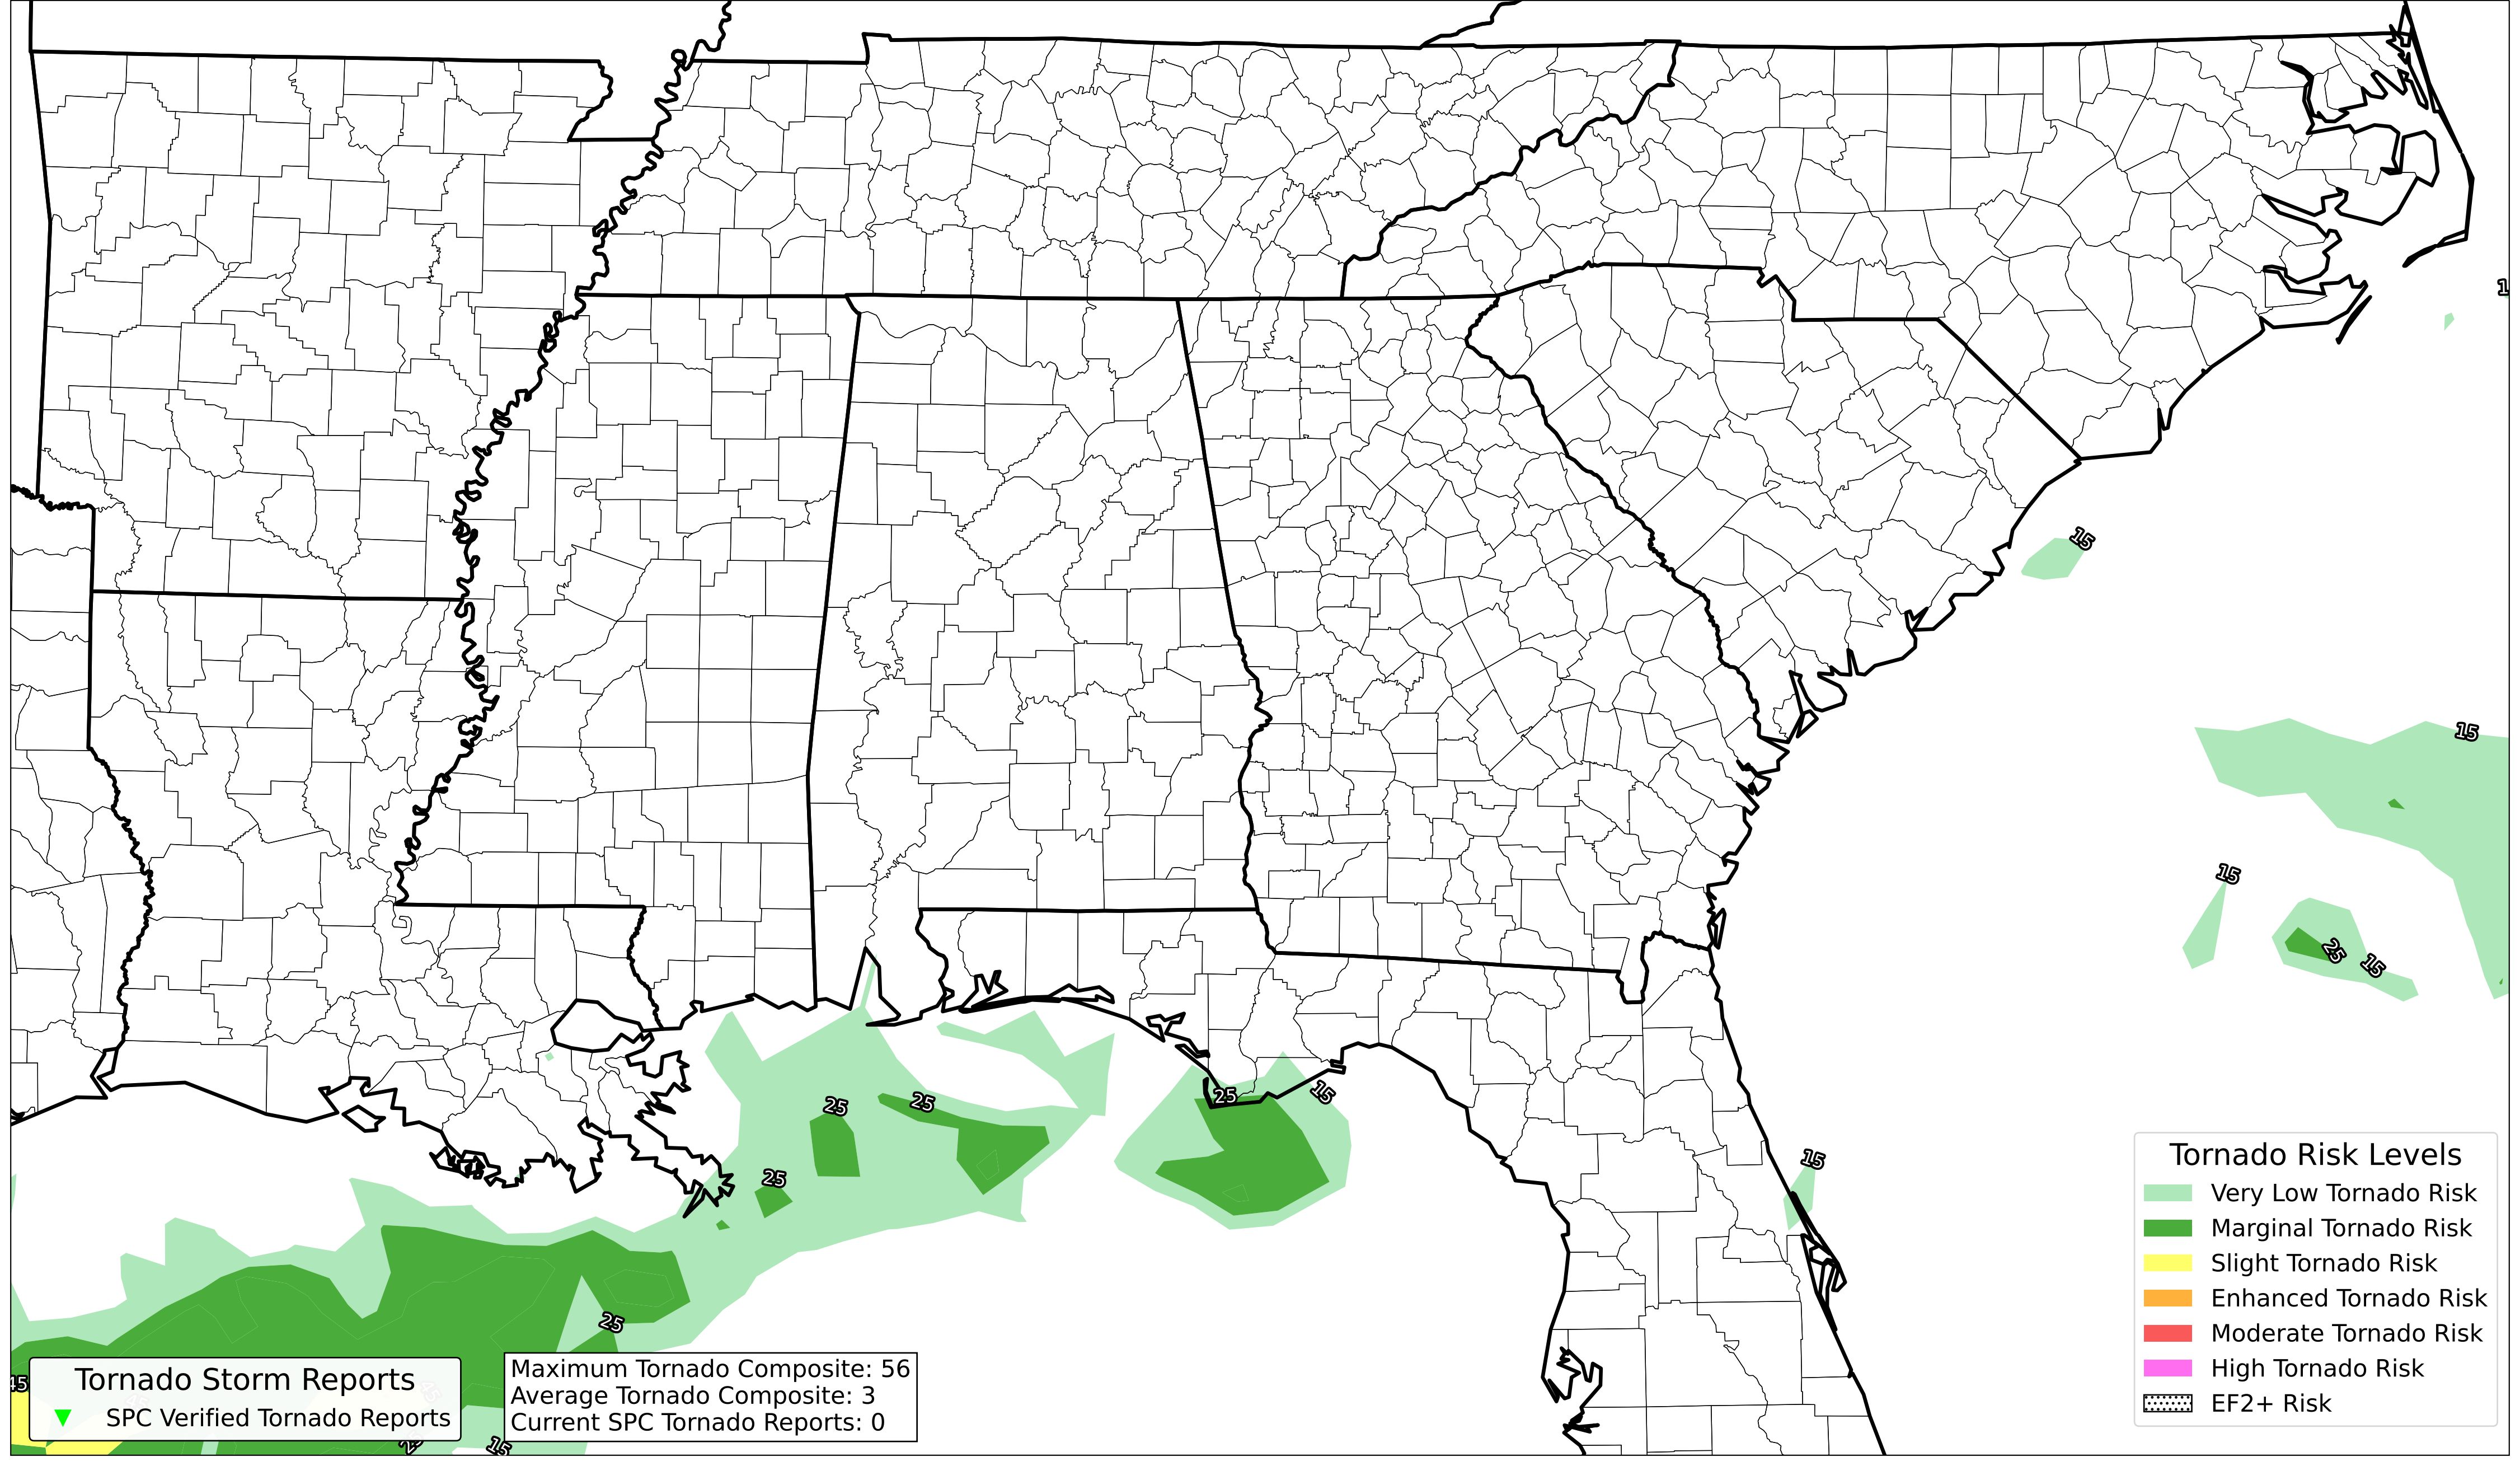 1
15
15
15
25
15
25
25
25
15
15
25
25
45
15
Tornado Risk Levels
Very Low Tornado Risk
Marginal Tornado Risk
Slight Tornado Risk
Enhanced Tornado Risk
Moderate Tornado Risk
High Tornado Risk
EF2+ Risk
Tornado Storm Reports
SPC Verified Tornado Reports
Maximum Tornado Composite: 56
Average Tornado Composite: 3
Current SPC Tornado Reports: 0